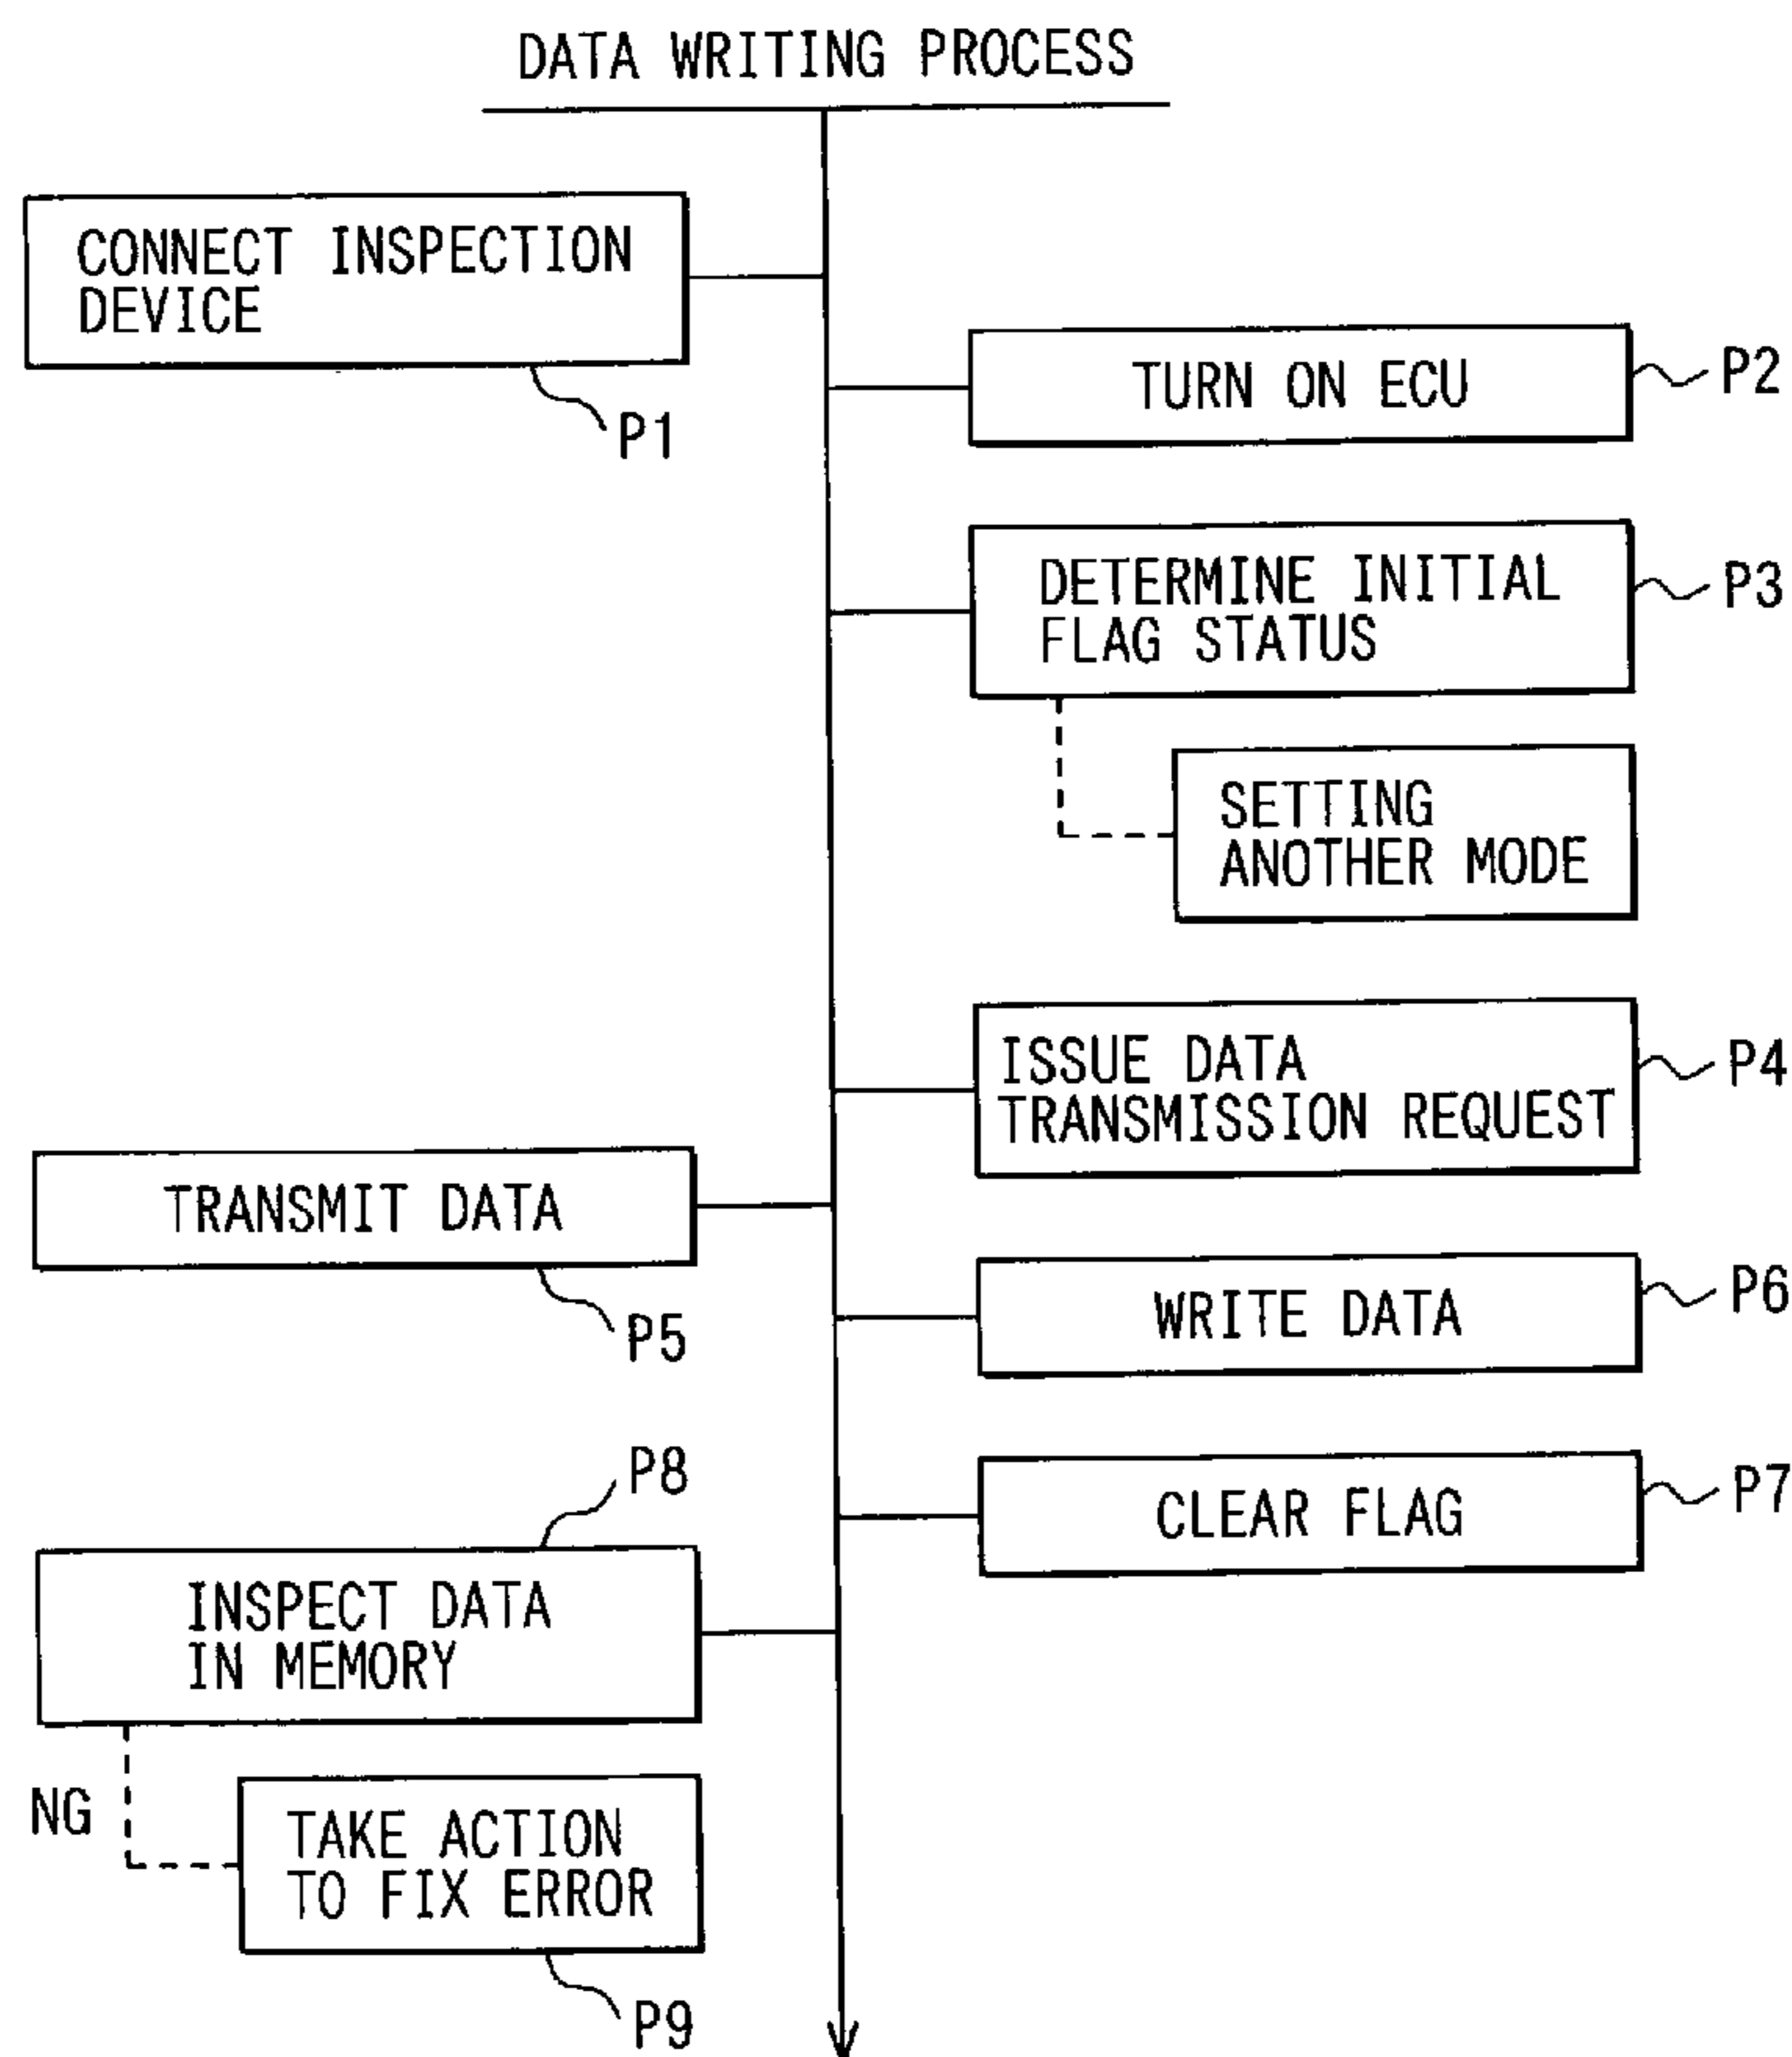 DATA WRITING PROCESS
CONNECT INSPECTION
DEVICE
P1
TURN ON ECU
P2
DETERMINE INITIAL
FLAG STATUS
P3
SETTING
ANOTHER MODE
ISSUE DATA
TRANSMISSION REQUEST
P4
TRANSMIT DATA
P5
WRITE DATA
P6
CLEAR FLAG
P7
P8
INSPECT DATA
IN MEMORY
NG
TAKE ACTION
TO FIX ERROR
P9